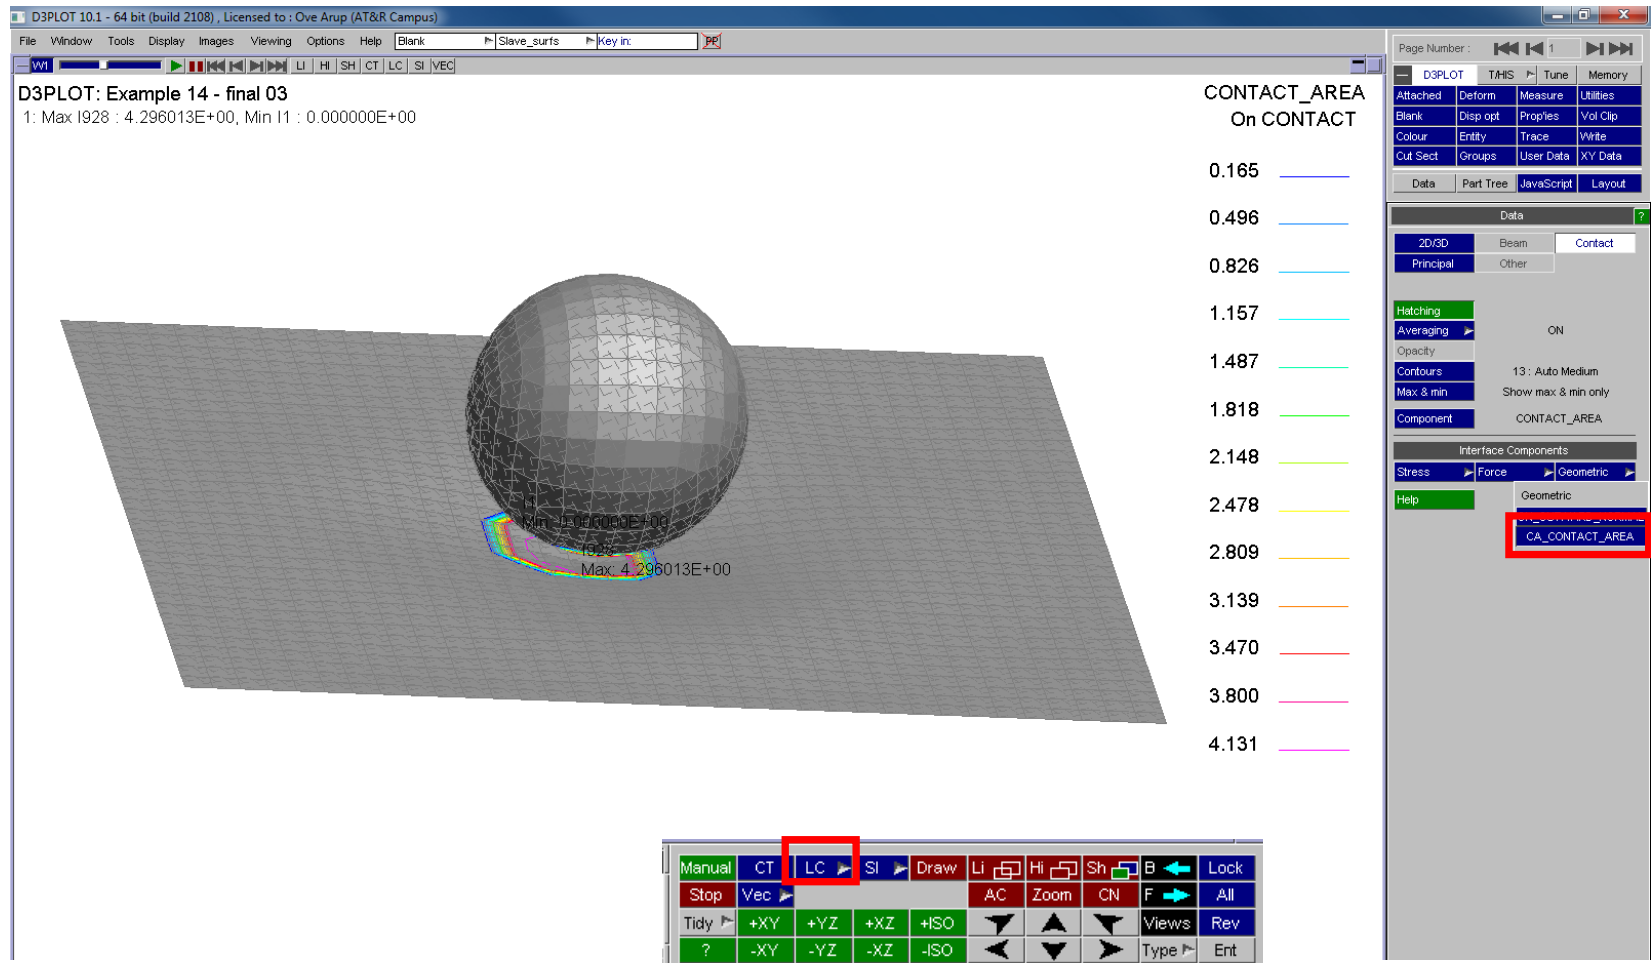 D3PLOT 10.1 - 64 bit (build 2108) , Licensed to : Ove Arup (AT&R Campus)
File Window Tools Display Images Viewing Options Help Blank Slave_surfs Key in:
W1 LI HI SH CT LC SI VEC
D3PLOT: Example 14 - final 03
1: Max I928 : 4.296013E+00, Min I1 : 0.000000E+00
CONTACT_AREA
On CONTACT
0.165
0.496
0.826
1.157
1.487
1.818
2.148
2.478
2.809
3.139
3.470
3.800
4.131
I1
Min: 0.000000E+00
I928
Max: 4.296013E+00
Page Number : 1
D3PLOT T/HIS Tune Memory
Attached Deform Measure Utilities
Blank Disp opt Prop'ies Vol Clip
Colour Entity Trace Write
Cut Sect Groups User Data XY Data
Data Part Tree JavaScript Layout
Data ?
2D/3D Beam Contact
Principal Other
Hatching
Averaging ON
Opacity
Contours 13 : Auto Medium
Max & min Show max & min only
Component CONTACT_AREA
Interface Components
Stress Force Geometric
Help Geometric
CA_CONTACT_AREA
Manual CT LC SI Draw Li Hi Sh B Lock
Stop Vec AC Zoom CN F All
Tidy +XY +YZ +XZ +ISO Views Rev
? -XY -YZ -XZ -ISO Type Ent